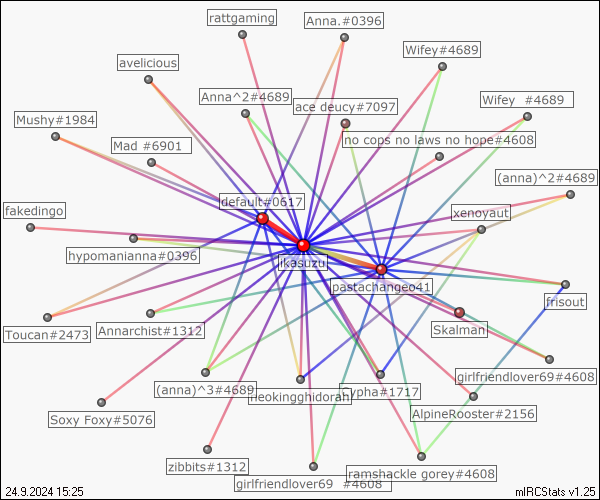 rattgaming
Anna.#0396
Wifey#4689
avelicious
Anna^2#4689
ace deucy#7097
Wifey  #4689
Mushy#1984
Mad #6901
no cops no laws no hope#4608
(anna)^2#4689
default#0617
fakedingo
xenoyaut
hypomanianna#0396
ikasuzu
pastachangeo41
frisout
Toucan#2473
Annarchist#1312
Skalman
girlfriendlover69#4608
(anna)^3#4689
neokingghidorah
Cypha#1717
Soxy Foxy#5076
AlpineRooster#2156
zibbits#1312
ramshackle gorey#4608
girlfriendlover69  #4608
24.9.2024 15:25
mIRCStats v1.25